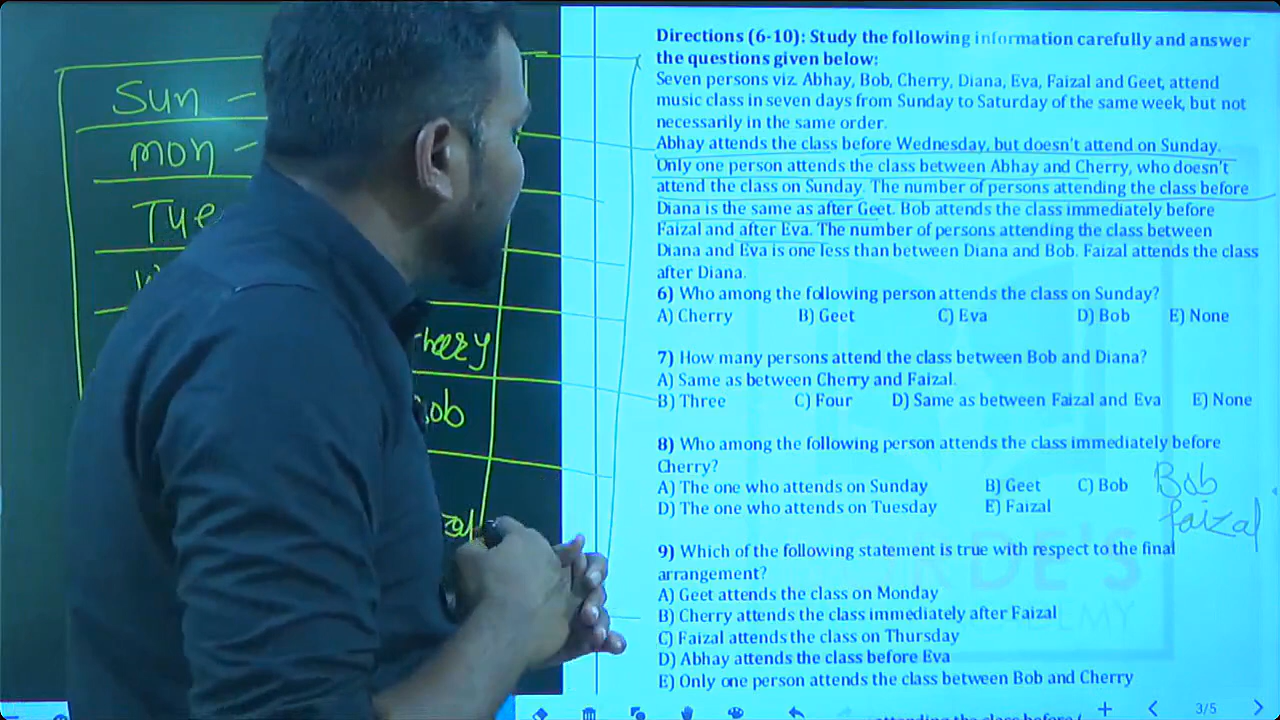 Sun -
mon -
Tue
Bob
Directions (6-10): Study the following information carefully and answer
the questions given below:
Seven persons viz. Abhay, Bob, Cherry, Diana, Eva, Faizal and Geet, attend
music class in seven days from Sunday to Saturday of the same week, but not
necessarily in the same order.
Abhay attends the class before Wednesday, but doesn't attend on Sunday.
Only one person attends the class between Abhay and Cherry, who doesn't
attend the class on Sunday. The number of persons attending the class before
Diana is the same as after Geet. Bob attends the class immediately before
Faizal and after Eva. The number of persons attending the class between
Diana and Eva is one less than between Diana and Bob. Faizal attends the class
after Diana.
6) Who among the following person attends the class on Sunday?
A) Cherry B) Geet C) Eva D) Bob E) None
7) How many persons attend the class between Bob and Diana?
A) Same as between Cherry and Faizal.
B) Three C) Four D) Same as between Faizal and Eva E) None
8) Who among the following person attends the class immediately before
Cherry?
A) The one who attends on Sunday B) Geet C) Bob
D) The one who attends on Tuesday E) Faizal
Bob
faizal
9) Which of the following statement is true with respect to the final
arrangement?
A) Geet attends the class on Monday
B) Cherry attends the class immediately after Faizal
C) Faizal attends the class on Thursday
D) Abhay attends the class before Eva
E) Only one person attends the class between Bob and Cherry
3/5